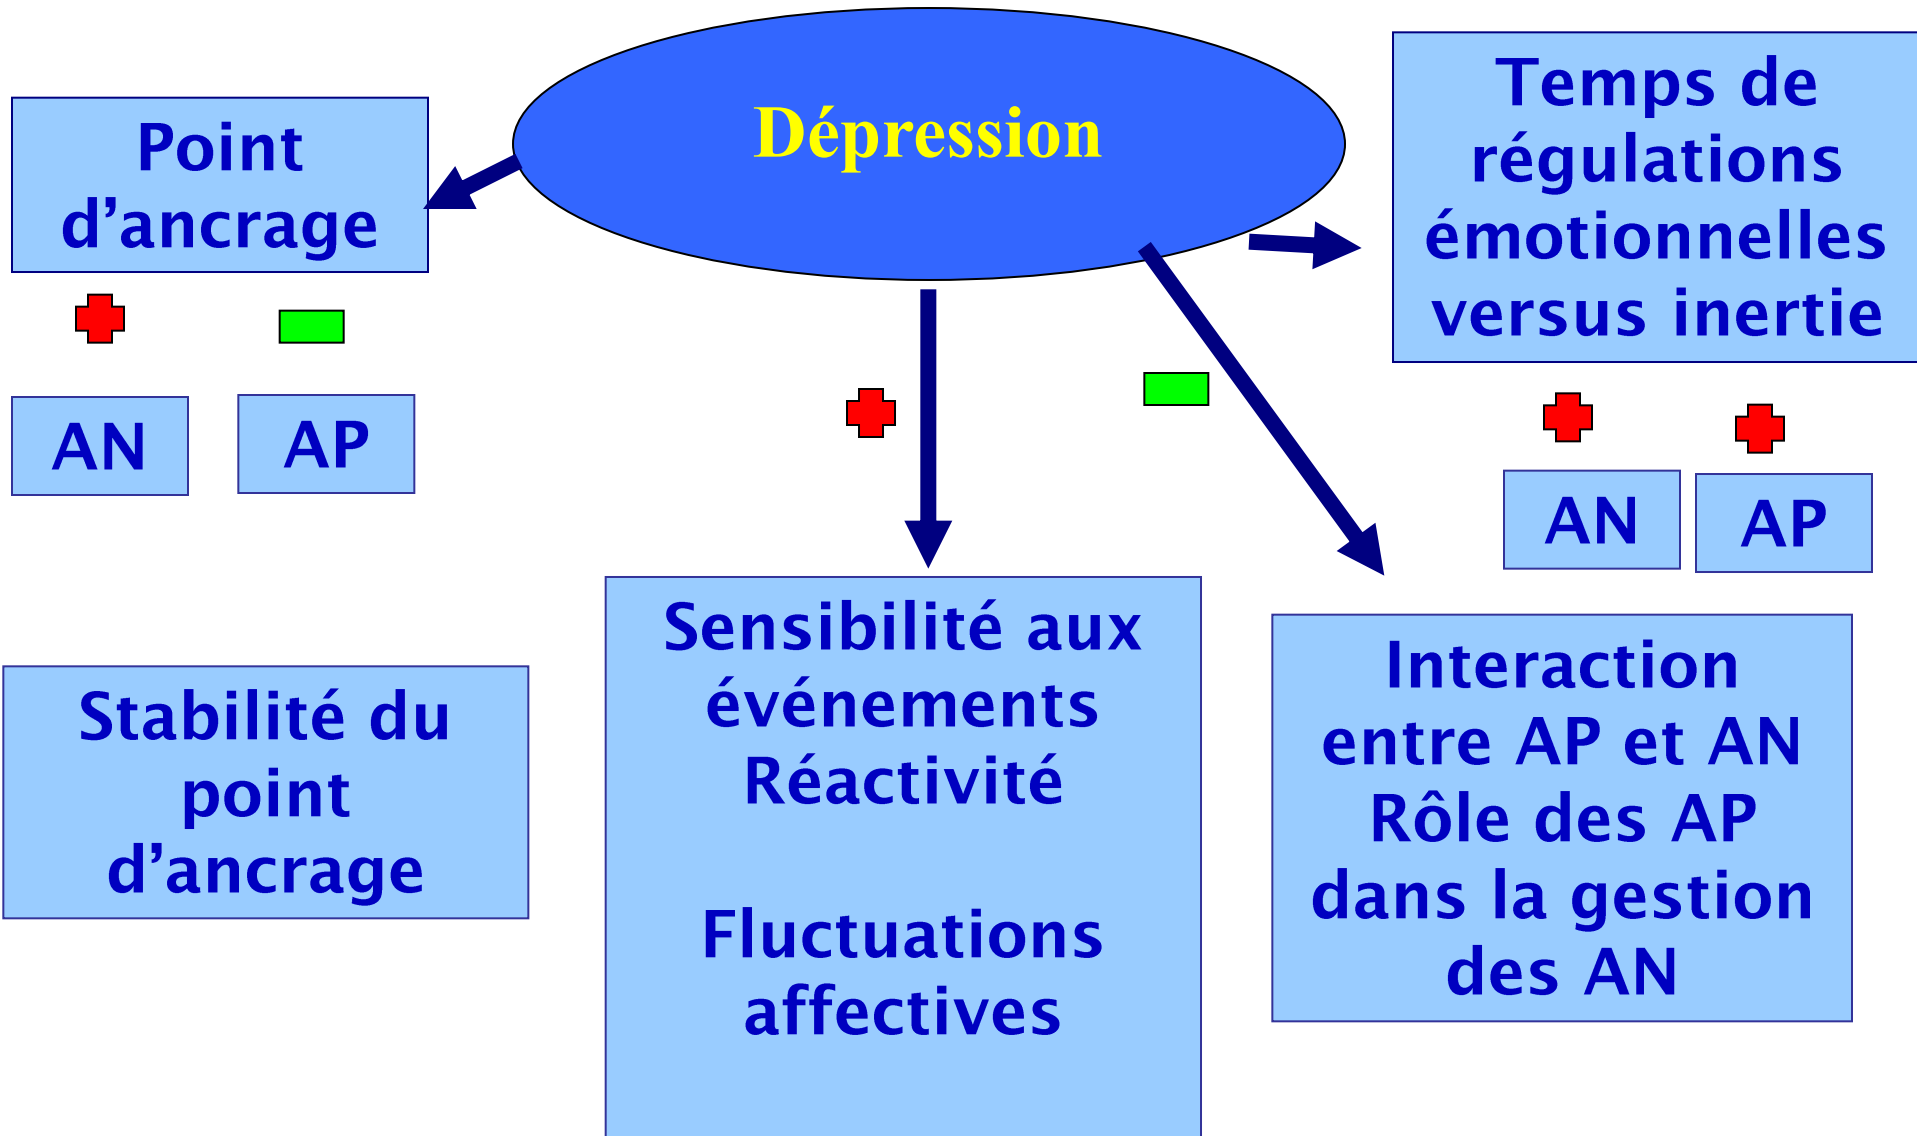 Dépression
Point
d’ancrage
AN
AP
Stabilité du
point
d’ancrage
Sensibilité aux
événements
Réactivité
Fluctuations
affectives
Temps de
régulations
émotionnelles
versus inertie
AN
AP
Interaction
entre AP et AN
Rôle des AP
dans la gestion
des AN